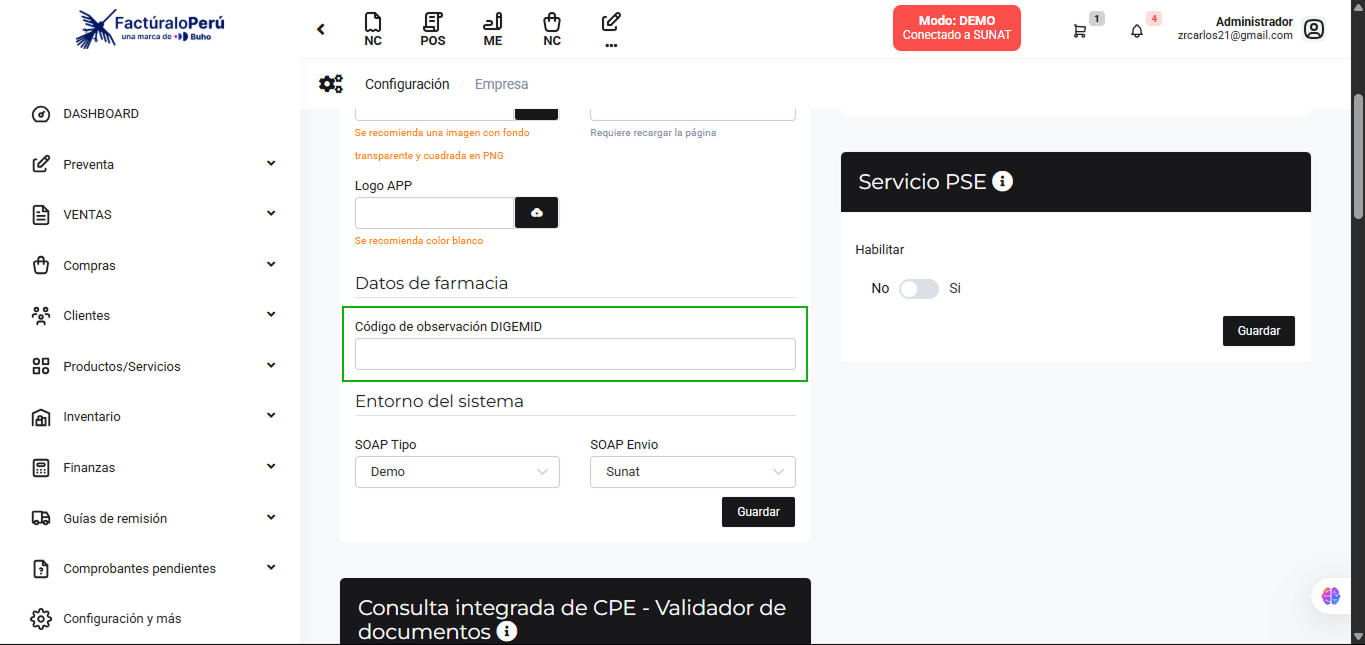 FactúraloPerú
una marca de Buho
NC
POS
ME
NC
...
Modo: DEMO
Conectado a SUNAT
1
4
Administrador
zrcarlos21@gmail.com
Configuración / Empresa
DASHBOARD
Preventa
VENTAS
Compras
Clientes
Productos/Servicios
Inventario
Finanzas
Guías de remisión
Comprobantes pendientes
Configuración y más
Se recomienda una imagen con fondo
transparente y cuadrada en PNG
Requiere recargar la página
Logo APP
Se recomienda color blanco
Datos de farmacia
Código de observación DIGEMID
Entorno del sistema
SOAP Tipo
SOAP Envio
Demo
Sunat
Guardar
Consulta integrada de CPE - Validador de
documentos
Servicio PSE
Habilitar
No
Si
Guardar